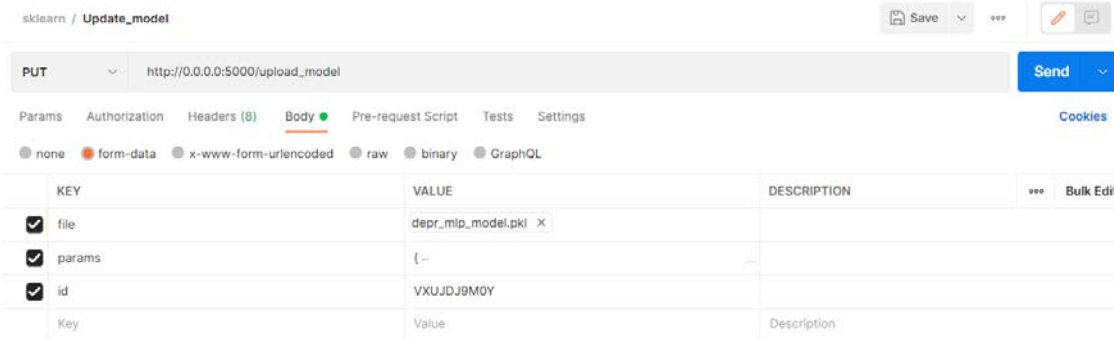 sklearn / Update_model Save
PUT http://0.0.0.0:5000/upload_model Send
Params Authorization Headers (8) Body Pre-request Script Tests Settings Cookies
none form-data x-www-form-urlencoded raw binary GraphQL
KEY VALUE DESCRIPTION Bulk Edit
file depr_mlp_model.pkl
params {
id VXUJDJ9M0Y
Key Value Description